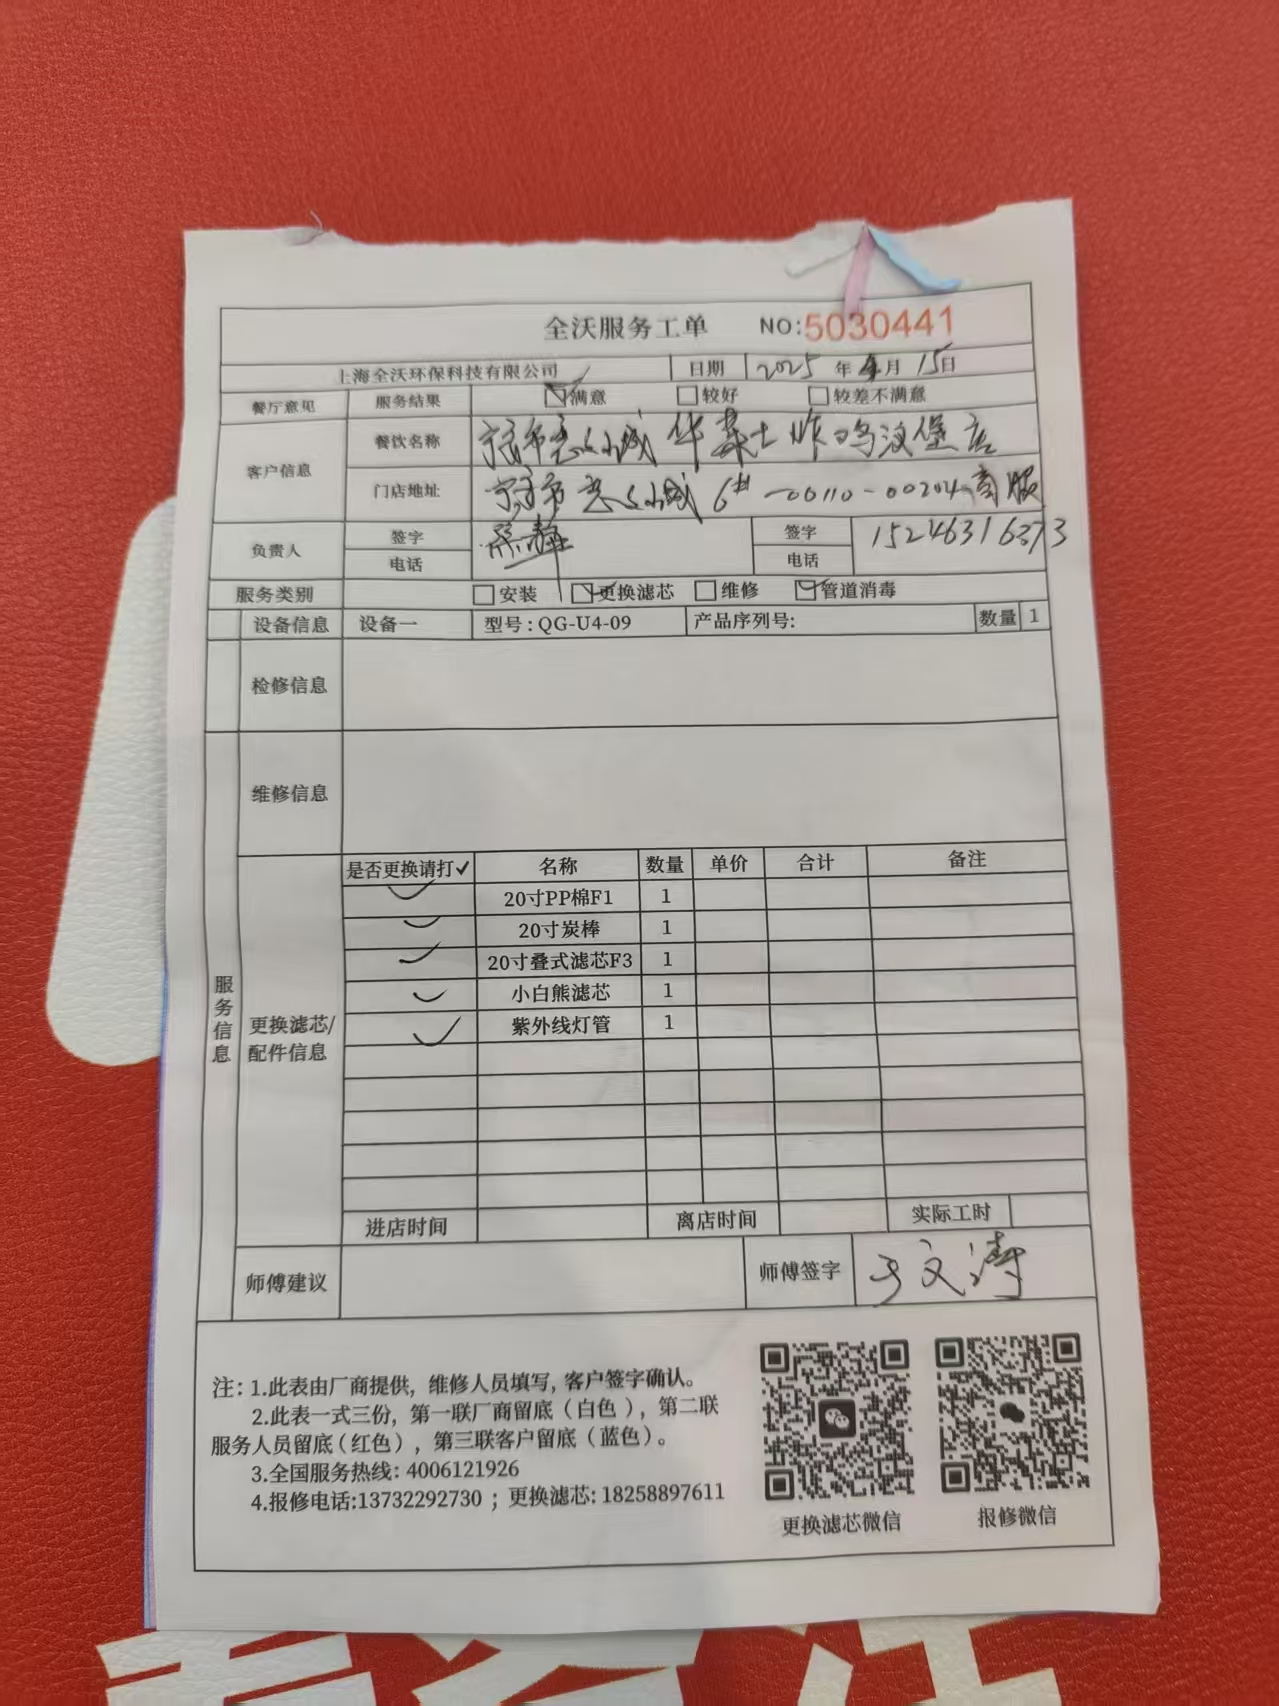 全沃服务工单 NO:5030441
上海全沃环保科技有限公司 日期 2025 年 月 15日
餐厅意见 服务结果 满意 较好 较差不满意
客户信息 餐饮名称 华莱士炸鸡汉堡店
门店地址 6# -00110-00204 商服
负责人 签字 签字 15246316373
电话 电话
服务类别 安装 更换滤芯 维修 管道消毒
设备信息 设备一 型号:QG-U4-09 产品序列号: 数量 1
检修信息
维修信息
服务信息
更换滤芯/
配件信息
是否更换请打✓ 名称 数量 单价 合计 备注
✓ 20寸PP棉F1 1
✓ 20寸炭棒 1
✓ 20寸叠式滤芯F3 1
✓ 小白熊滤芯 1
✓ 紫外线灯管 1
进店时间 离店时间 实际工时
师傅建议 师傅签字 于文涛
注:1.此表由厂商提供, 维修人员填写, 客户签字确认。
2.此表一式三份, 第一联厂商留底(白色), 第二联
服务人员留底(红色), 第三联客户留底(蓝色)。
3.全国服务热线: 4006121926
4.报修电话:13732292730 ; 更换滤芯: 18258897611
更换滤芯微信 报修微信